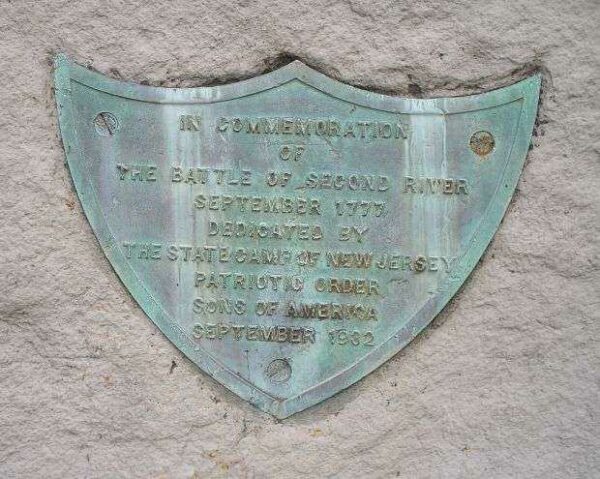 IN COMMEMORATION
OF
THE BATTLE OF SECOND RIVER
SEPTEMBER 1777
DEDICATED BY
THE STATE CAMP OF NEW JERSEY
PATRIOTIC ORDER
SONS OF AMERICA
SEPTEMBER 1932